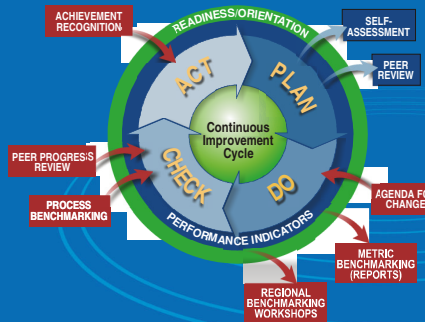 ACHIEVEMENT
RECOGNITION
READINESS/ORIENTATION
SELF-
ASSESSMENT
PEER
REVIEW
ACT
PLAN
Continuous
Improvement
Cycle
CHECK
DO
PEER PROGRESS
REVIEW
PROCESS
BENCHMARKING
AGENDA FO
CHANGE
PERFORMANCE INDICATORS
METRIC
BENCHMARKING
(REPORTS)
REGIONAL
BENCHMARKING
WORKSHOPS